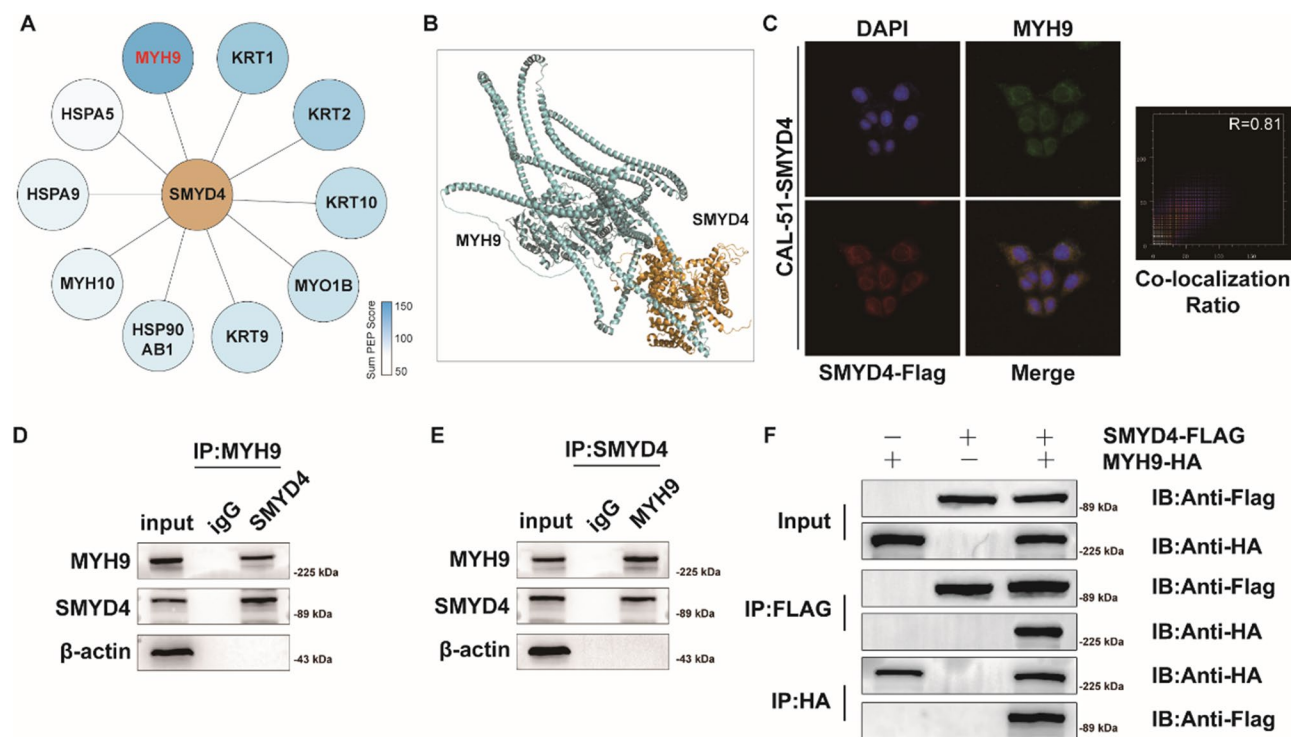 A
MYH9
KRT1
HSPA5
KRT2
HSPA9
SMYD4
KRT10
MYH10
MYO1B
HSP90
AB1
KRT9
Sum PEP Score
150
100
50
B
MYH9
SMYD4
C
DAPI
MYH9
CAL-51-SMYD4
SMYD4-Flag
Merge
R=0.81
Co-localization
Ratio
D
IP:MYH9
input
igG
SMYD4
MYH9
-225 kDa
SMYD4
-89 kDa
β-actin
-43 kDa
E
IP:SMYD4
input
igG
MYH9
MYH9
-225 kDa
SMYD4
-89 kDa
β-actin
-43 kDa
F
— + + SMYD4-FLAG
+ — + MYH9-HA
Input
-89 kDa
IB:Anti-Flag
-225 kDa
IB:Anti-HA
IP:FLAG
-89 kDa
IB:Anti-Flag
-225 kDa
IB:Anti-HA
IP:HA
-225 kDa
IB:Anti-HA
-89 kDa
IB:Anti-Flag